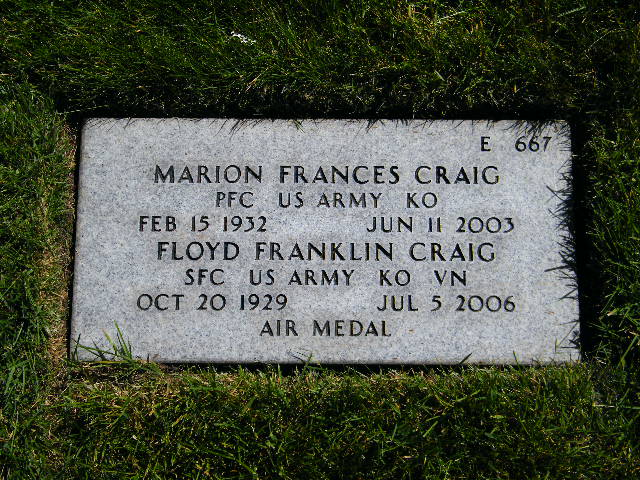 E 667
MARION FRANCES CRAIG
PFC US ARMY KO
FEB 15 1932 JUN 11 2003
FLOYD FRANKLIN CRAIG
SFC US ARMY KO VN
OCT 20 1929 JUL 5 2006
AIR MEDAL